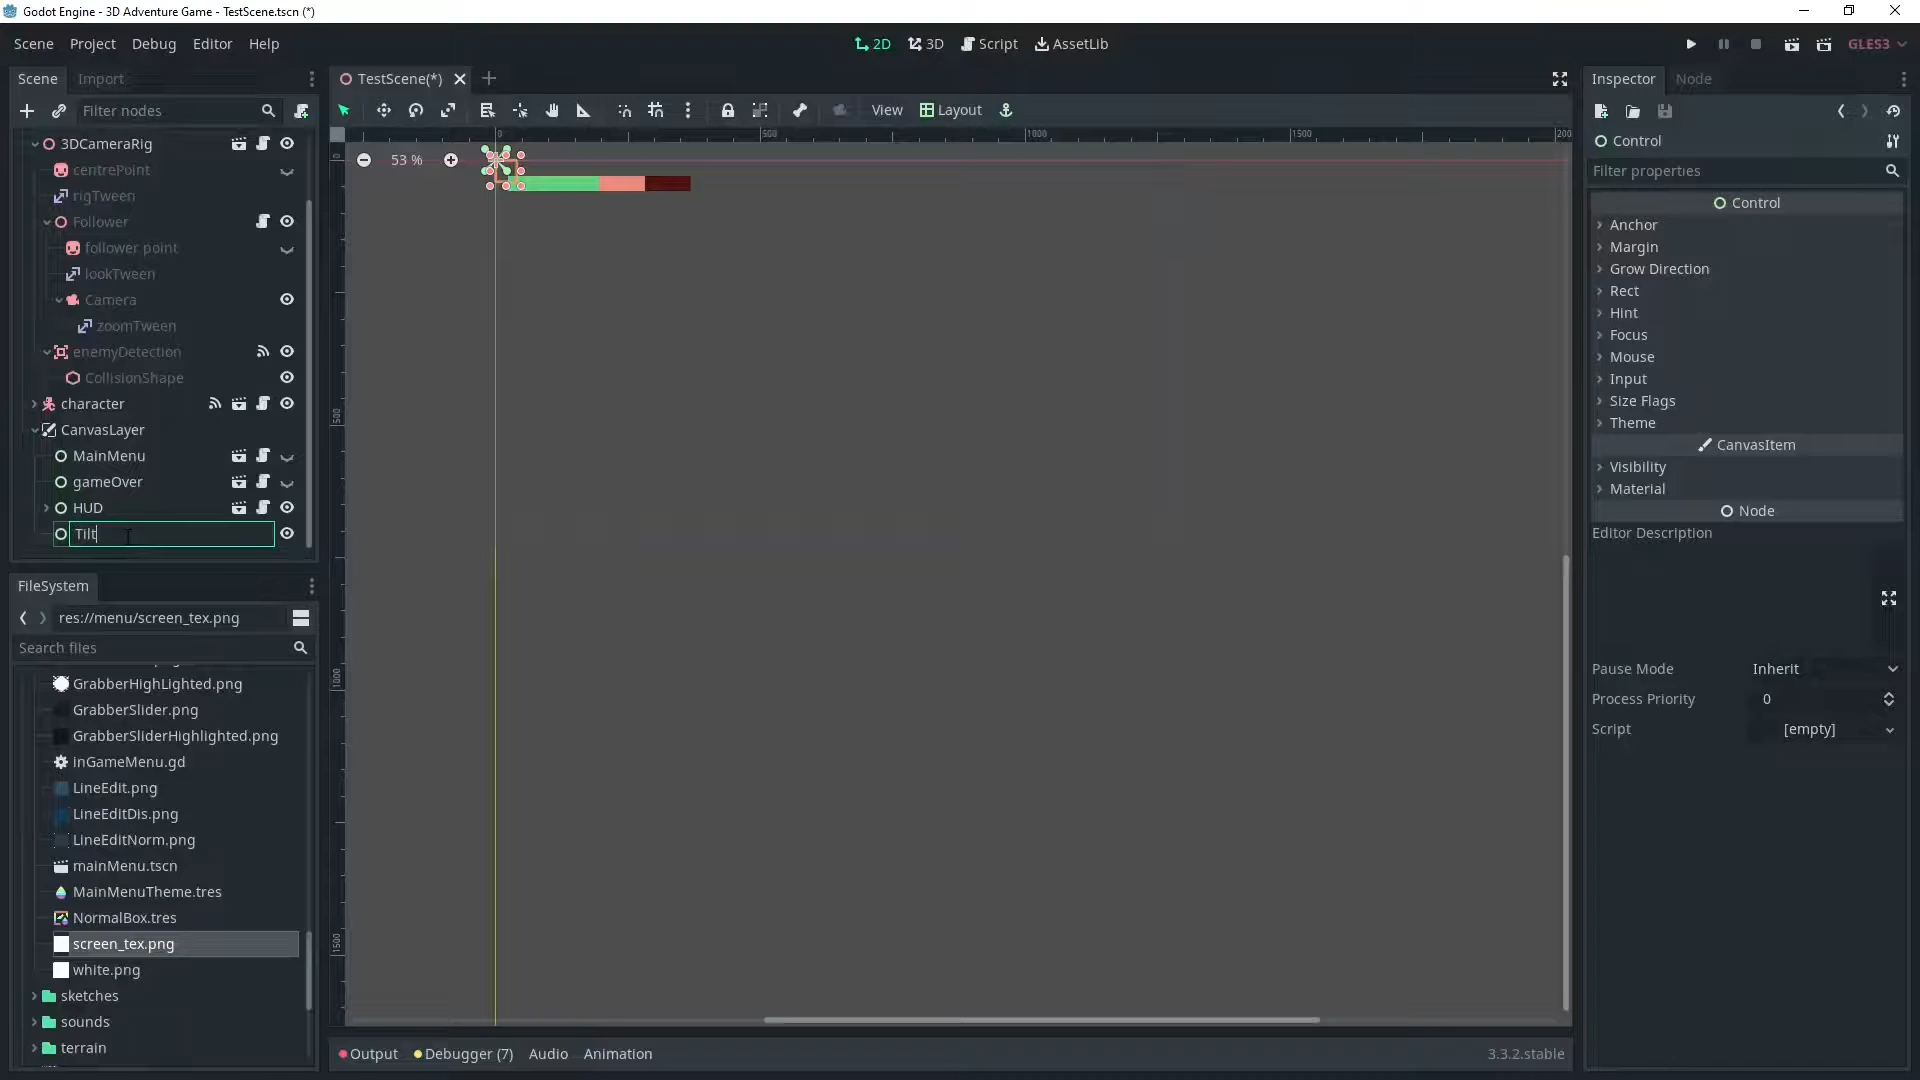 Godot Engine - 3D Adventure Game - TestScene.tscn (*)
Scene Project Debug Editor Help
2D 3D Script AssetLib
GLES3
Scene Import
Filter nodes
3DCameraRig
centrePoint
rigTween
Follower
follower point
lookTween
Camera
zoomTween
enemyDetection
CollisionShape
character
CanvasLayer
MainMenu
gameOver
HUD
Tilt
FileSystem
res://menu/screen_tex.png
Search files
GrabberHighLighted.png
GrabberSlider.png
GrabberSliderHighlighted.png
inGameMenu.gd
LineEdit.png
LineEditDis.png
LineEditNorm.png
mainMenu.tscn
MainMenuTheme.tres
NormalBox.tres
screen_tex.png
white.png
sketches
sounds
terrain
TestScene(*)
View Layout
0 500 1000 1500 200
53 %
0
500
1000
1500
Output Debugger (7) Audio Animation 3.3.2.stable
Inspector Node
Control
Filter properties
Control
Anchor
Margin
Grow Direction
Rect
Hint
Focus
Mouse
Input
Size Flags
Theme
CanvasItem
Visibility
Material
Node
Editor Description
Pause Mode Inherit
Process Priority 0
Script [empty]